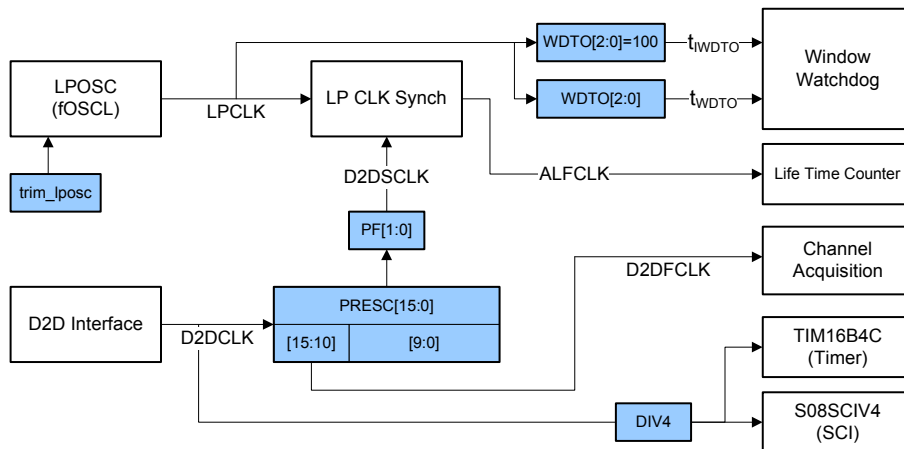 WDTO[2:0]=100
tIWDTO
Window
Watchdog
LPOSC
(fOSCL)
LPCLK
LP CLK Synch
WDTO[2:0]
tWDTO
trim_lposc
D2DSCLK
ALFCLK
Life Time Counter
PF[1:0]
D2DFCLK
Channel
Acquisition
D2D Interface
D2DCLK
PRESC[15:0]
[15:10]
[9:0]
TIM16B4C
(Timer)
DIV4
S08SCIV4
(SCI)